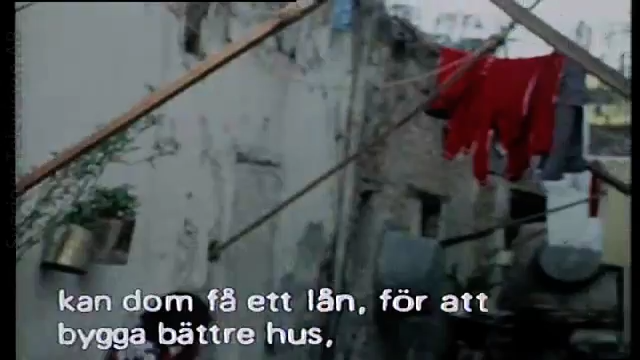 kan dom få ett lån, för att
bygga bättre hus,